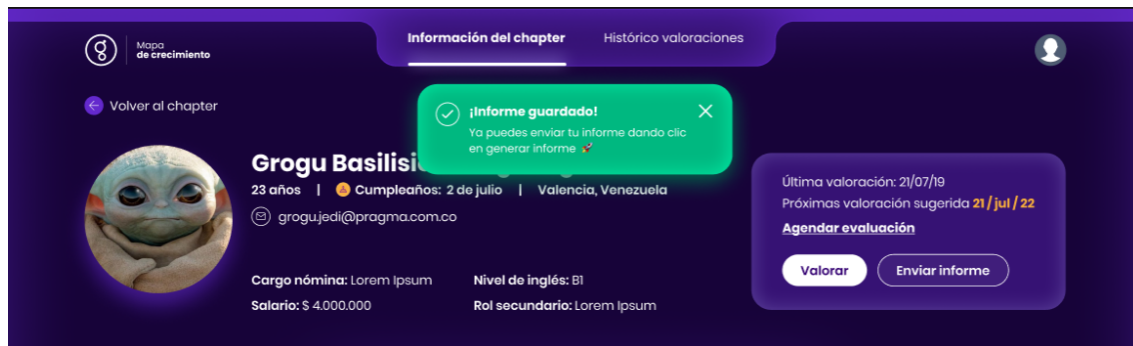 Mapa
de crecimiento
Información del chapter
Histórico valoraciones
Volver al chapter
¡Informe guardado!
Ya puedes enviar tu informe dando clic
en generar informe 🚀
Grogu
23 años | Cumpleaños: 2 de julio | Valencia, Venezuela
grogu.jedi@pragma.com.co
Cargo nómina: Lorem Ipsum
Nivel de inglés: B1
Salario: $ 4.000.000
Rol secundario: Lorem Ipsum
Última valoración: 21/07/19
Próximas valoración sugerida 21 / jul / 22
Agendar evaluación
Valorar
Enviar informe